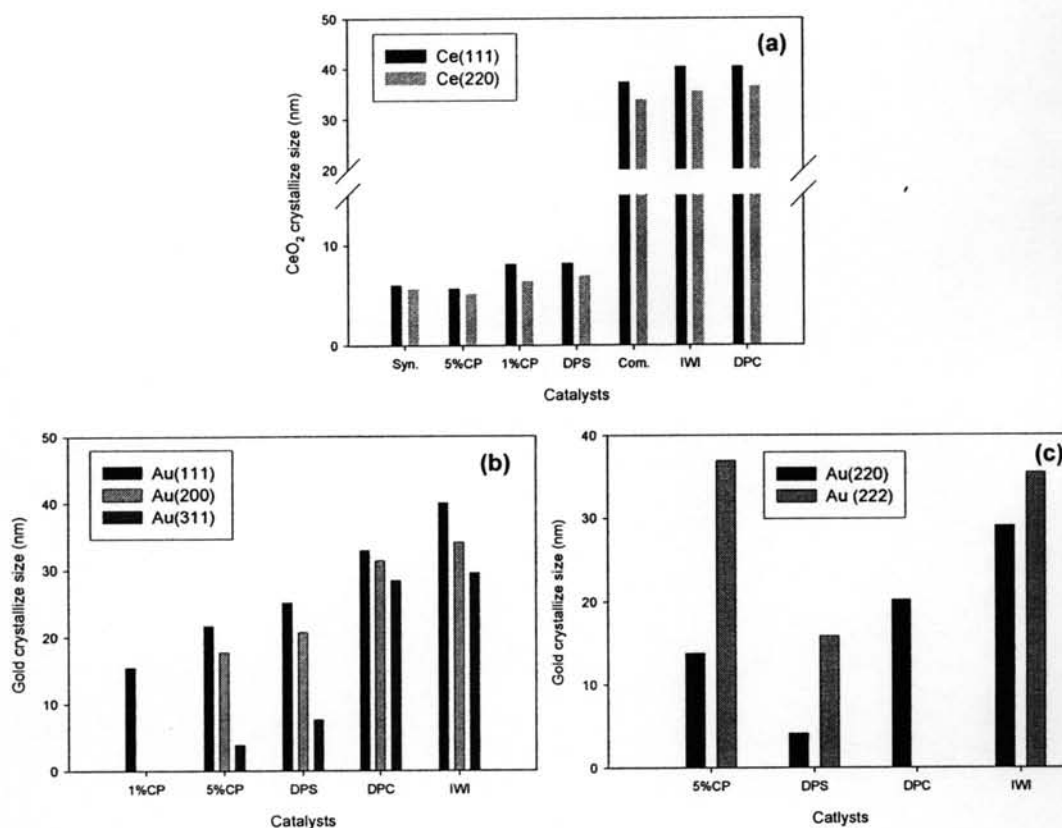 (a)
Ce(111)
Ce(220)
CeO2 crystallize size (nm)
50
40
30
20
10
0
Syn. 5%CP 1%CP DPS Com. IWI DPC
Catalysts
(b)
Au(111)
Au(200)
Au(311)
Gold crystallize size (nm)
50
40
30
20
10
0
1%CP 5%CP DPS DPC IWI
Catalysts
(c)
Au(220)
Au (222)
Gold crystallize size (nm)
40
30
20
10
0
5%CP DPS DPC IWI
Catlysts